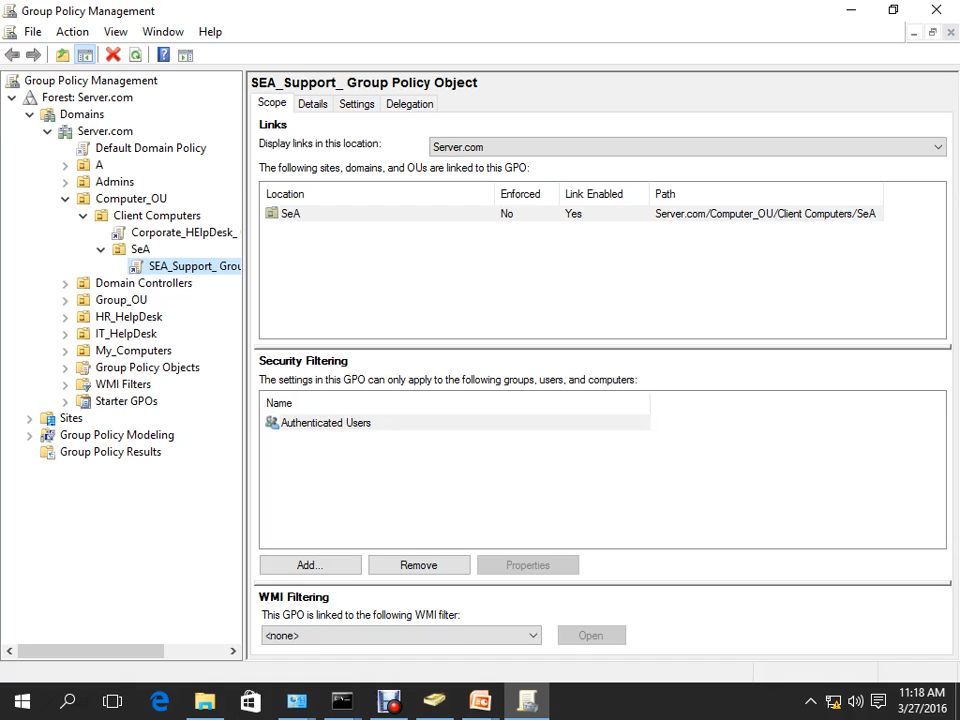 Group Policy Management
File Action View Window Help
Group Policy Management
Forest: Server.com
Domains
Server.com
Default Domain Policy
A
Admins
Computer_OU
Client Computers
Corporate_HElpDesk_
SeA
SEA_Support_ Grou
Domain Controllers
Group_OU
HR_HelpDesk
IT_HelpDesk
My_Computers
Group Policy Objects
WMI Filters
Starter GPOs
Sites
Group Policy Modeling
Group Policy Results
SEA_Support_ Group Policy Object
Scope Details Settings Delegation
Links
Display links in this location: Server.com
The following sites, domains, and OUs are linked to this GPO:
Location Enforced Link Enabled Path
SeA No Yes Server.com/Computer_OU/Client Computers/SeA
Security Filtering
The settings in this GPO can only apply to the following groups, users, and computers:
Name
Authenticated Users
Add... Remove Properties
WMI Filtering
This GPO is linked to the following WMI filter:
<none> Open
11:18 AM
3/27/2016